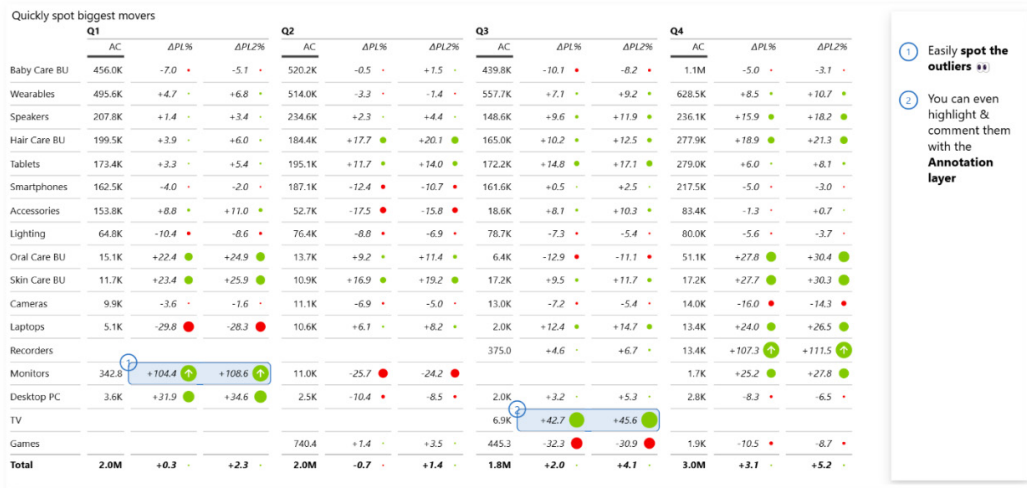 Quickly spot biggest movers
Q1 Q2 Q3 Q4
AC ΔPL% ΔPL2% AC ΔPL% ΔPL2% AC ΔPL% ΔPL2% AC ΔPL% ΔPL2%
Baby Care BU 456.0K -7.0 -5.1 520.2K -0.5 +1.5 439.8K -10.1 -8.2 1.1M -5.0 -3.1
Wearables 495.6K +4.7 +6.8 514.0K -3.3 -1.4 557.7K +7.1 +9.2 628.5K +8.5 +10.7
Speakers 207.8K +1.4 +3.4 234.6K +2.3 +4.4 148.6K +9.6 +11.9 236.1K +15.9 +18.2
Hair Care BU 199.5K +3.9 +6.0 184.4K +17.7 +20.1 165.0K +10.2 +12.5 277.9K +18.9 +21.3
Tablets 173.4K +3.3 +5.4 195.1K +11.7 +14.0 172.2K +14.8 +17.1 279.0K +6.0 +8.1
Smartphones 162.5K -4.0 -2.0 187.1K -12.4 -10.7 161.6K +0.5 +2.5 217.5K -5.0 -3.0
Accessories 153.8K +8.8 +11.0 52.7K -17.5 -15.8 18.6K +8.1 +10.3 83.4K -1.3 +0.7
Lighting 64.8K -10.4 -8.6 76.4K -8.8 -6.9 78.7K -7.3 -5.4 80.0K -5.6 -3.7
Oral Care BU 15.1K +22.4 +24.9 13.7K +9.2 +11.4 6.4K -12.9 -11.1 51.1K +27.8 +30.4
Skin Care BU 11.7K +23.4 +25.9 10.9K +16.9 +19.2 17.2K +9.5 +11.7 17.2K +27.7 +30.3
Cameras 9.9K -3.6 -1.6 11.1K -6.9 -5.0 13.0K -7.2 -5.4 14.0K -16.0 -14.3
Laptops 5.1K -29.8 -28.3 10.6K +6.1 +8.2 2.0K +12.4 +14.7 13.4K +24.0 +26.5
Recorders 375.0 +4.6 +6.7 13.4K +107.3 +111.5
1
Monitors 342.8 +104.4 +108.6 11.0K -25.7 -24.2 1.7K +25.2 +27.8
Desktop PC 3.6K +31.9 +34.6 2.5K -10.4 -8.5 2.0K +3.2 +5.3 2.8K -8.3 -6.5
2
TV 6.9K +42.7 +45.6
Games 740.4 +1.4 +3.5 445.3 -32.3 -30.9 1.9K -10.5 -8.7
Total 2.0M +0.3 +2.3 2.0M -0.7 +1.4 1.8M +2.0 +4.1 3.0M +3.1 +5.2
1 Easily spot the
outliers 👀
2 You can even
highlight &
comment them
with the
Annotation
layer